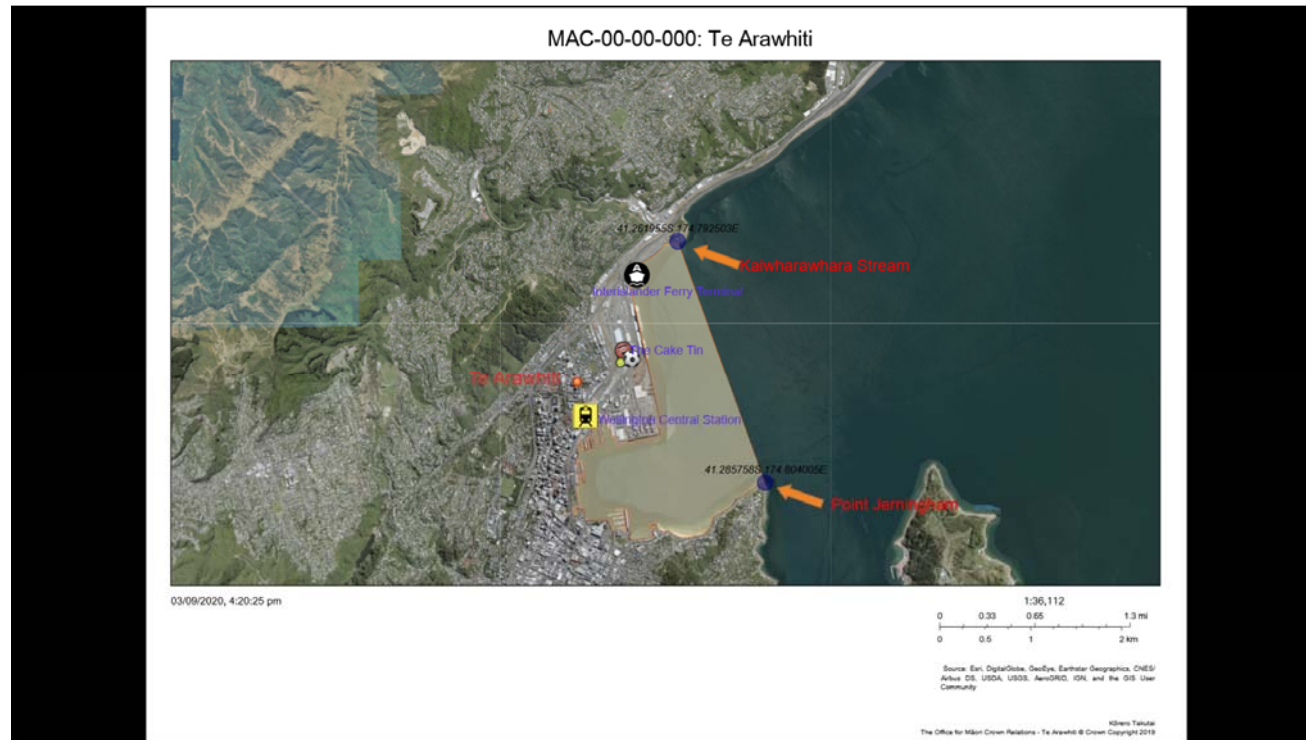 MAC-00-00-000: Te Arawhiti
41.261955S 174.792503E
Kaiwharawhara Stream
Interislander Ferry Terminal
The Cake Tin
Te Arawhiti
Wellington Central Station
41.285758S 174.804005E
Point Jerningham
03/09/2020, 4:20:25 pm
1:36,112
0 0.33 0.65 1.3 mi
0 0.5 1 2 km
Source: Esri, DigitalGlobe, GeoEye, Earthstar Geographics, CNES/
Airbus DS, USDA, USGS, AeroGRID, IGN, and the GIS User
Community
Kōrero Takutai
The Office for Māori Crown Relations - Te Arawhiti © Crown Copyright 2019